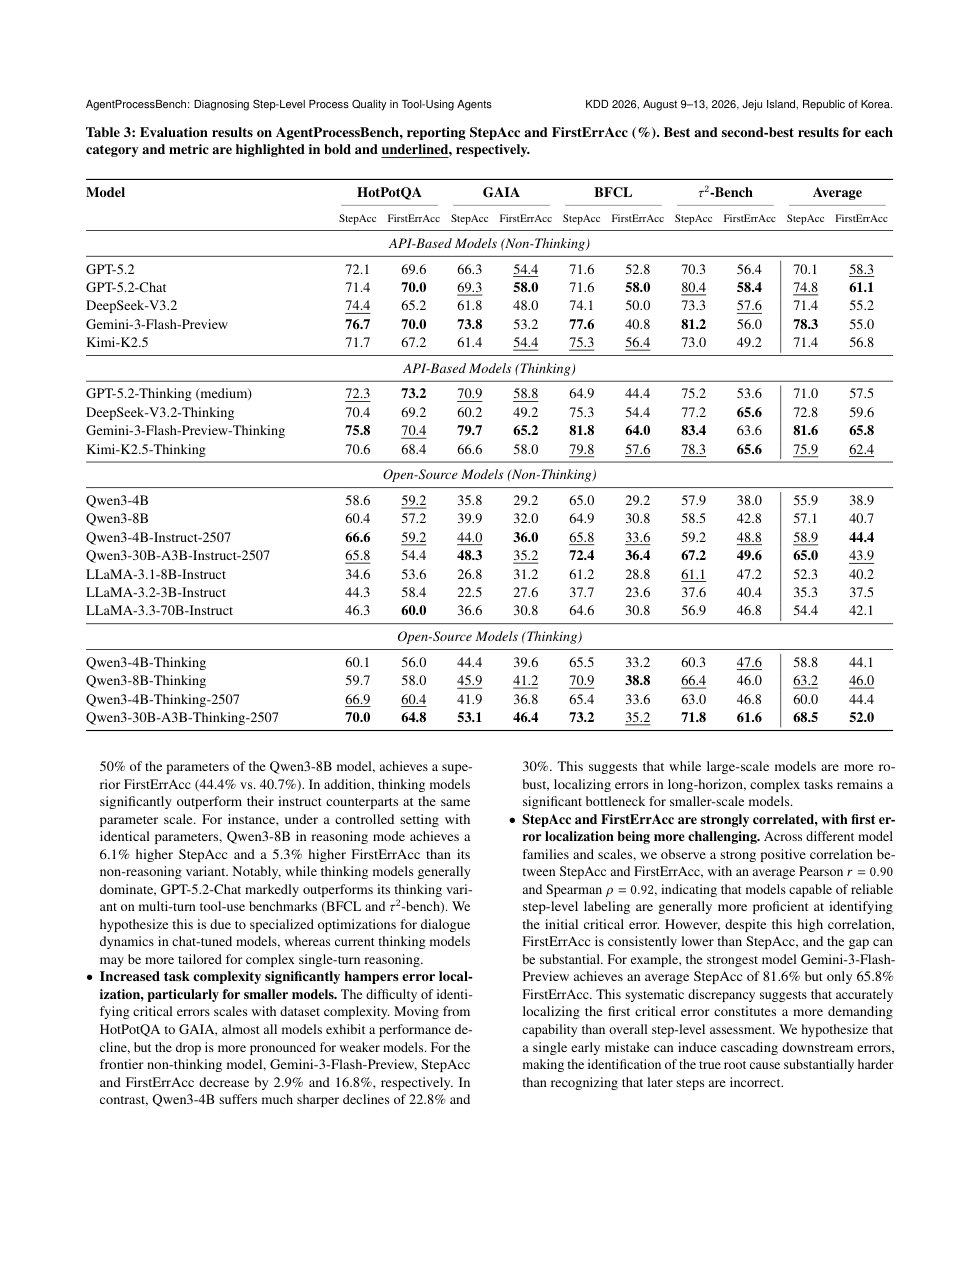 AgentProcessBench: Diagnosing Step-Level Process Quality in Tool-Using Agents KDD 2026, August 9–13, 2026, Jeju Island, Republic of Korea.
Table 3: Evaluation results on AgentProcessBench, reporting StepAcc and FirstErrAcc (%). Best and second-best results for each
category and metric are highlighted in bold and underlined, respectively.
Model HotPotQA GAIA BFCL τ²-Bench Average
StepAcc FirstErrAcc StepAcc FirstErrAcc StepAcc FirstErrAcc StepAcc FirstErrAcc StepAcc FirstErrAcc
API-Based Models (Non-Thinking)
GPT-5.2 72.1 69.6 66.3 54.4 71.6 52.8 70.3 56.4 70.1 58.3
GPT-5.2-Chat 71.4 70.0 69.3 58.0 71.6 58.0 80.4 58.4 74.8 61.1
DeepSeek-V3.2 74.4 65.2 61.8 48.0 74.1 50.0 73.3 57.6 71.4 55.2
Gemini-3-Flash-Preview 76.7 70.0 73.8 53.2 77.6 40.8 81.2 56.0 78.3 55.0
Kimi-K2.5 71.7 67.2 61.4 54.4 75.3 56.4 73.0 49.2 71.4 56.8
API-Based Models (Thinking)
GPT-5.2-Thinking (medium) 72.3 73.2 70.9 58.8 64.9 44.4 75.2 53.6 71.0 57.5
DeepSeek-V3.2-Thinking 70.4 69.2 60.2 49.2 75.3 54.4 77.2 65.6 72.8 59.6
Gemini-3-Flash-Preview-Thinking 75.8 70.4 79.7 65.2 81.8 64.0 83.4 63.6 81.6 65.8
Kimi-K2.5-Thinking 70.6 68.4 66.6 58.0 79.8 57.6 78.3 65.6 75.9 62.4
Open-Source Models (Non-Thinking)
Qwen3-4B 58.6 59.2 35.8 29.2 65.0 29.2 57.9 38.0 55.9 38.9
Qwen3-8B 60.4 57.2 39.9 32.0 64.9 30.8 58.5 42.8 57.1 40.7
Qwen3-4B-Instruct-2507 66.6 59.2 44.0 36.0 65.8 33.6 59.2 48.8 58.9 44.4
Qwen3-30B-A3B-Instruct-2507 65.8 54.4 48.3 35.2 72.4 36.4 67.2 49.6 65.0 43.9
LLaMA-3.1-8B-Instruct 34.6 53.6 26.8 31.2 61.2 28.8 61.1 47.2 52.3 40.2
LLaMA-3.2-3B-Instruct 44.3 58.4 22.5 27.6 37.7 23.6 37.6 40.4 35.3 37.5
LLaMA-3.3-70B-Instruct 46.3 60.0 36.6 30.8 64.6 30.8 56.9 46.8 54.4 42.1
Open-Source Models (Thinking)
Qwen3-4B-Thinking 60.1 56.0 44.4 39.6 65.5 33.2 60.3 47.6 58.8 44.1
Qwen3-8B-Thinking 59.7 58.0 45.9 41.2 70.9 38.8 66.4 46.0 63.2 46.0
Qwen3-4B-Thinking-2507 66.9 60.4 41.9 36.8 65.4 33.6 63.0 46.8 60.0 44.4
Qwen3-30B-A3B-Thinking-2507 70.0 64.8 53.1 46.4 73.2 35.2 71.8 61.6 68.5 52.0
50% of the parameters of the Qwen3-8B model, achieves a supe-
rior FirstErrAcc (44.4% vs. 40.7%). In addition, thinking models
significantly outperform their instruct counterparts at the same
parameter scale. For instance, under a controlled setting with
identical parameters, Qwen3-8B in reasoning mode achieves a
6.1% higher StepAcc and a 5.3% higher FirstErrAcc than its
non-reasoning variant. Notably, while thinking models generally
dominate, GPT-5.2-Chat markedly outperforms its thinking vari-
ant on multi-turn tool-use benchmarks (BFCL and τ²-bench). We
hypothesize this is due to specialized optimizations for dialogue
dynamics in chat-tuned models, whereas current thinking models
may be more tailored for complex single-turn reasoning.
• Increased task complexity significantly hampers error local-
ization, particularly for smaller models. The difficulty of identi-
fying critical errors scales with dataset complexity. Moving from
HotPotQA to GAIA, almost all models exhibit a performance de-
cline, but the drop is more pronounced for weaker models. For the
frontier non-thinking model, Gemini-3-Flash-Preview, StepAcc
and FirstErrAcc decrease by 2.9% and 16.8%, respectively. In
contrast, Qwen3-4B suffers much sharper declines of 22.8% and
30%. This suggests that while large-scale models are more ro-
bust, localizing errors in long-horizon, complex tasks remains a
significant bottleneck for smaller-scale models.
• StepAcc and FirstErrAcc are strongly correlated, with first er-
ror localization being more challenging. Across different model
families and scales, we observe a strong positive correlation be-
tween StepAcc and FirstErrAcc, with an average Pearson r = 0.90
and Spearman ρ = 0.92, indicating that models capable of reliable
step-level labeling are generally more proficient at identifying
the initial critical error. However, despite this high correlation,
FirstErrAcc is consistently lower than StepAcc, and the gap can
be substantial. For example, the strongest model Gemini-3-Flash-
Preview achieves an average StepAcc of 81.6% but only 65.8%
FirstErrAcc. This systematic discrepancy suggests that accurately
localizing the first critical error constitutes a more demanding
capability than overall step-level assessment. We hypothesize that
a single early mistake can induce cascading downstream errors,
making the identification of the true root cause substantially harder
than recognizing that later steps are incorrect.